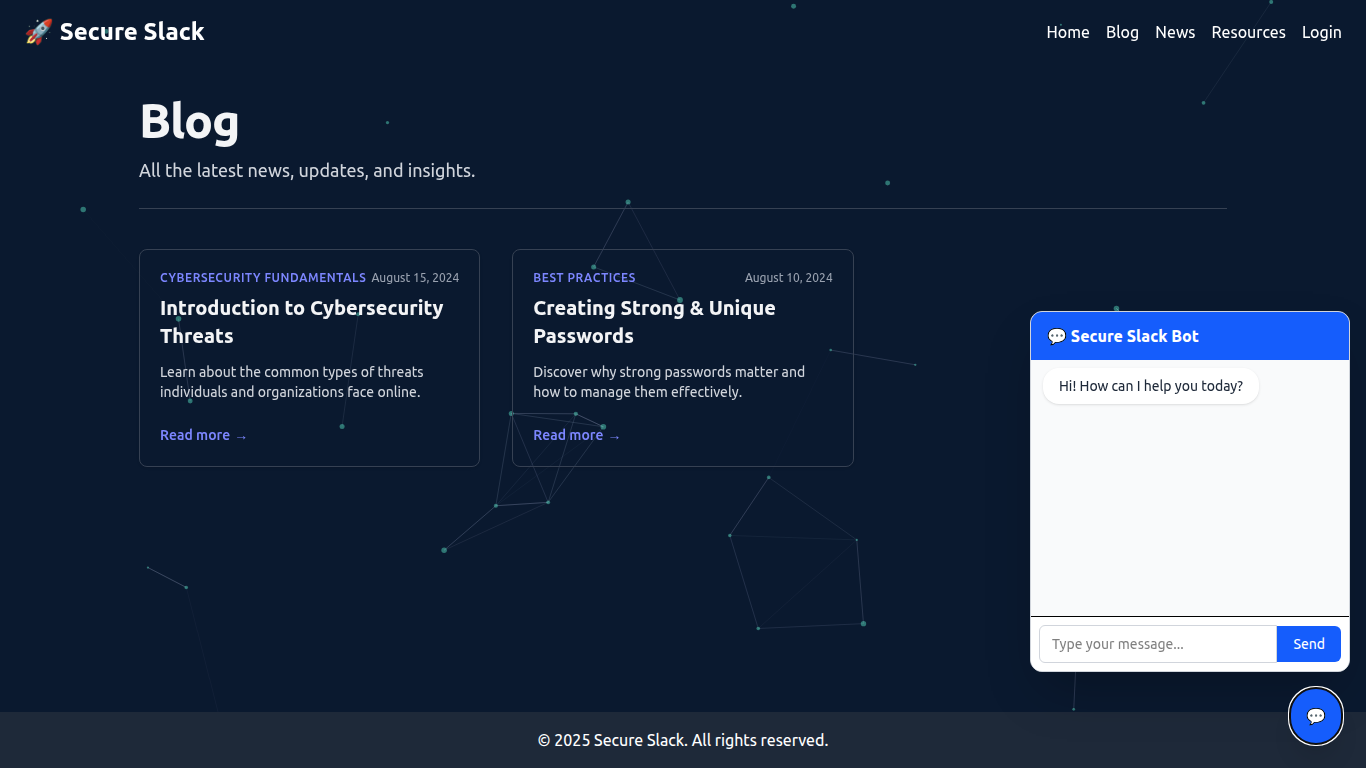 🚀 Secure Slack
Home Blog News Resources Login
Blog
All the latest news, updates, and insights.
CYBERSECURITY FUNDAMENTALS August 15, 2024
Introduction to Cybersecurity
Threats
Learn about the common types of threats
individuals and organizations face online.
Read more →
BEST PRACTICES August 10, 2024
Creating Strong & Unique
Passwords
Discover why strong passwords matter and
how to manage them effectively.
Read more →
💬 Secure Slack Bot
Hi! How can I help you today?
Type your message...
Send
💬
© 2025 Secure Slack. All rights reserved.